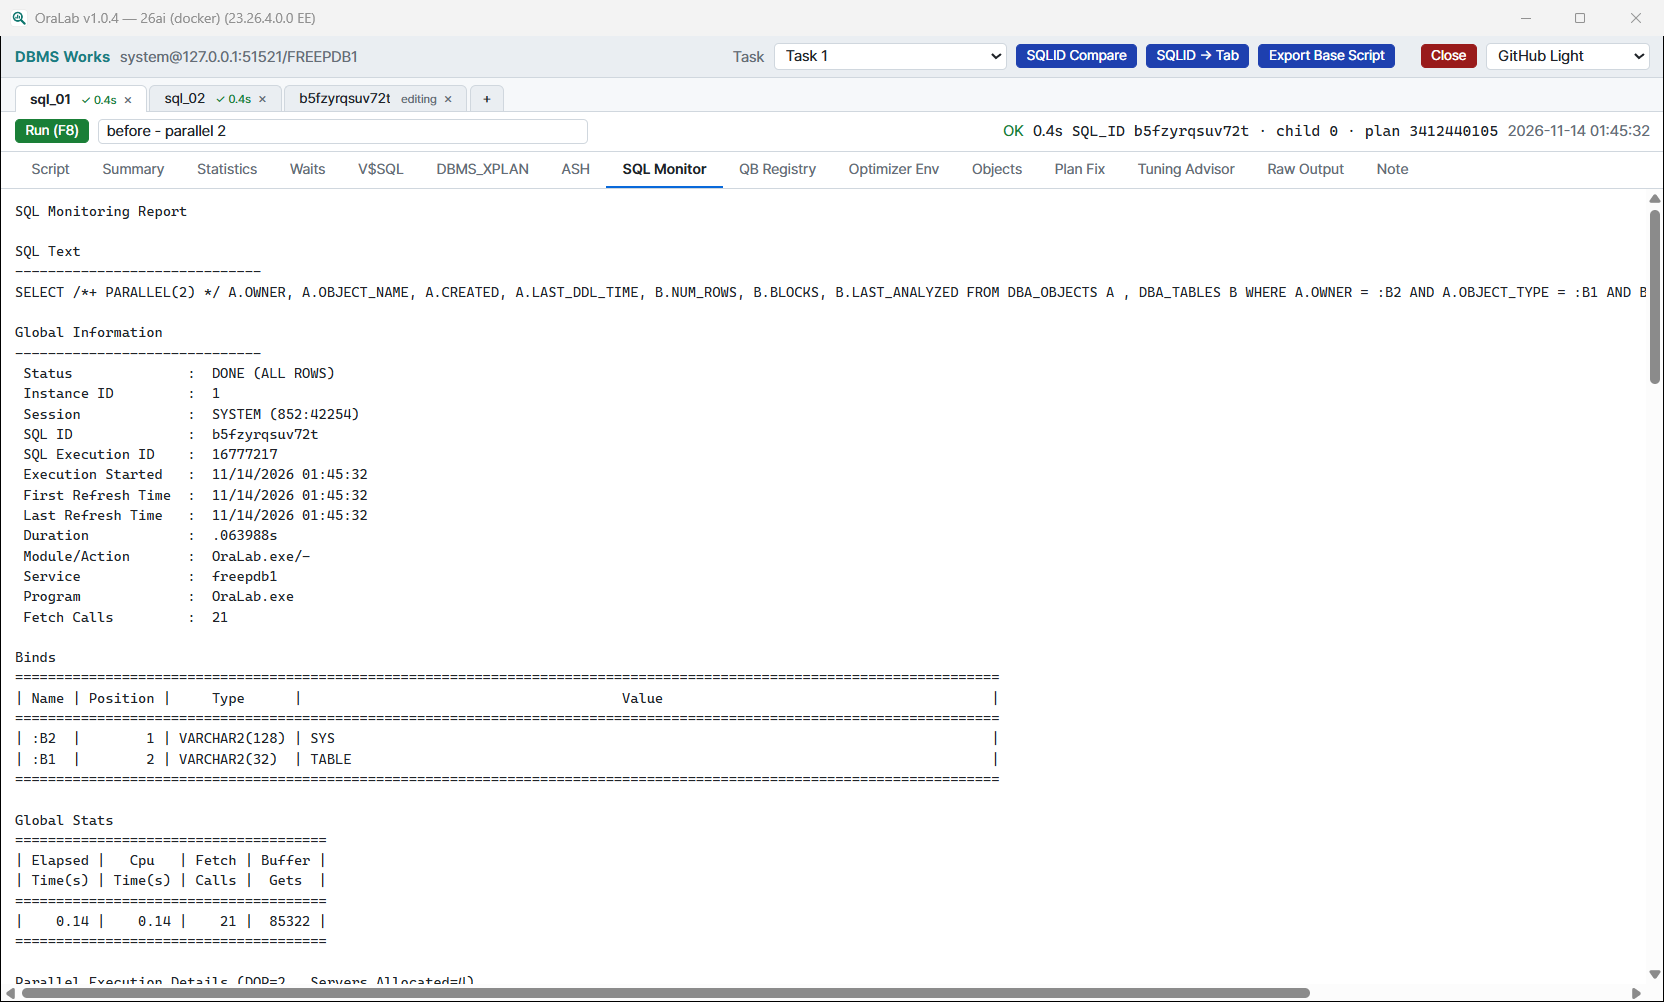 OraLab v1.0.4 — 26ai (docker) (23.26.4.0.0 EE)
DBMS Works system@127.0.0.1:51521/FREEPDB1 Task Task 1 SQLID Compare SQLID → Tab Export Base Script Close GitHub Light
sql_01 ✓ 0.4s × sql_02 ✓ 0.4s × b5fzyrqsuv72t editing × +
Run (F8) before - parallel 2 OK 0.4s SQL_ID b5fzyrqsuv72t · child 0 · plan 3412440105 2026-11-14 01:45:32
Script Summary Statistics Waits V$SQL DBMS_XPLAN ASH SQL Monitor QB Registry Optimizer Env Objects Plan Fix Tuning Advisor Raw Output Note
SQL Monitoring Report
SQL Text
------------------------------
SELECT /*+ PARALLEL(2) */ A.OWNER, A.OBJECT_NAME, A.CREATED, A.LAST_DDL_TIME, B.NUM_ROWS, B.BLOCKS, B.LAST_ANALYZED FROM DBA_OBJECTS A , DBA_TABLES B WHERE A.OWNER = :B2 AND A.OBJECT_TYPE = :B1 AND B
Global Information
------------------------------
Status : DONE (ALL ROWS)
Instance ID : 1
Session : SYSTEM (852:42254)
SQL ID : b5fzyrqsuv72t
SQL Execution ID : 16777217
Execution Started : 11/14/2026 01:45:32
First Refresh Time : 11/14/2026 01:45:32
Last Refresh Time : 11/14/2026 01:45:32
Duration : .063988s
Module/Action : OraLab.exe/-
Service : freepdb1
Program : OraLab.exe
Fetch Calls : 21
Binds
========================================================================================================================
| Name | Position | Type | Value |
========================================================================================================================
| :B2 | 1 | VARCHAR2(128) | SYS |
| :B1 | 2 | VARCHAR2(32) | TABLE |
========================================================================================================================
Global Stats
======================================
| Elapsed | Cpu | Fetch | Buffer |
| Time(s) | Time(s) | Calls | Gets |
======================================
| 0.14 | 0.14 | 21 | 85322 |
======================================
Parallel Execution Details (DOP=2 , Servers Allocated=4)